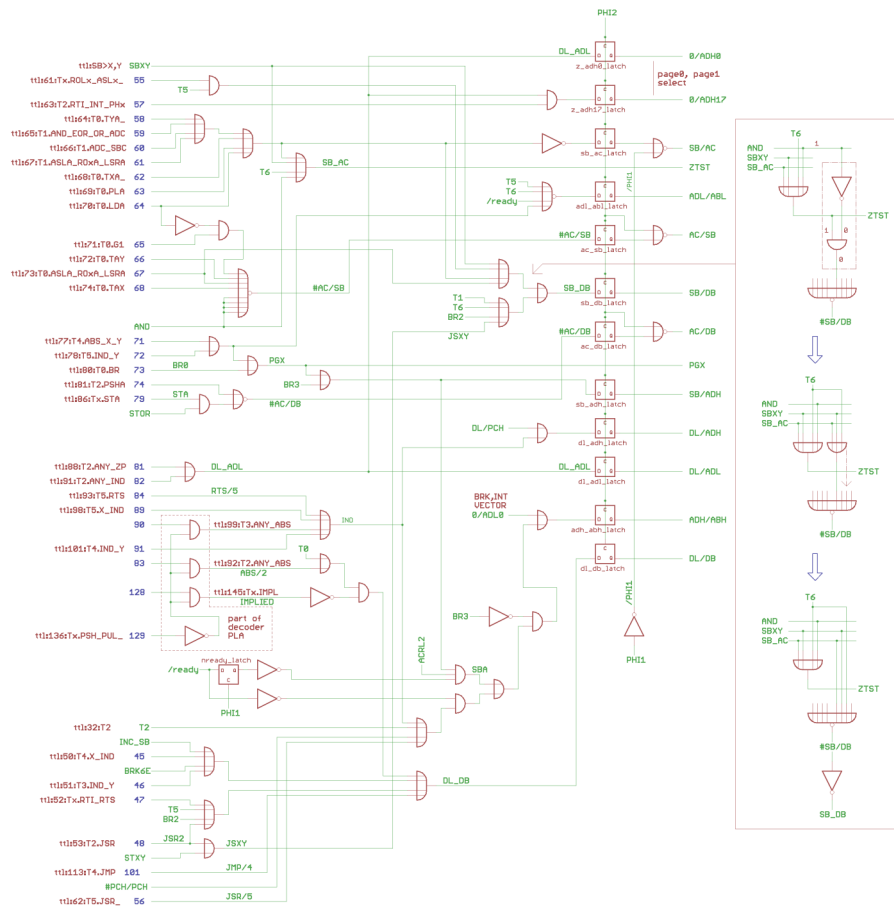 PHI2
ttl:SB>X,Y SBXY
DL_ADL
0/ADH0
z_adh0_latch
ttl:61:Tx.ROLx_ASLx_ 55
T5
page0, page1
select
ttl:63:T2.RTI_INT_PHx 57
0/ADH17
z_adh17_latch
ttl:64:T0.TYA_ 58
ttl:65:T1.AND_EOR_OR_ADC 59
ttl:66:T1.ADC_SBC 60
SB/AC
sb_ac_latch
ttl:67:T1.ASLA_ROxA_LSRA 61
SB_AC
ZTST
ttl:68:T0.TXA_ 62
T6
/PHI1
ttl:69:T0.PLA 63
T5
T6
/ready
ADL/ABL
adl_abl_latch
ttl:70:T0.LDA 64
ttl:71:T0.G1 65
#AC/SB
AC/SB
ac_sb_latch
ttl:72:T0.TAY 66
ttl:73:T0.ASLA_ROxA_LSRA 67
ttl:74:T0.TAX 68
#AC/SB
SB_DB
SB/DB
sb_db_latch
T1
T6
BR2
JSXY
AND
#AC/DB
AC/DB
ac_db_latch
ttl:77:T4.ABS_X_Y 71
ttl:78:T5.IND_Y 72
ttl:80:T0.BR 73
BR0
PGX
PGX
ttl:81:T2.PSHA 74
BR3
ttl:86:Tx.STA 79
STA
#AC/DB
SB/ADH
sb_adh_latch
STOR
DL/PCH
DL/ADH
dl_adh_latch
ttl:88:T2.ANY_ZP 81
DL_ADL
DL_ADL
DL/ADL
dl_adl_latch
ttl:91:T2.ANY_IND 82
ttl:93:T5.RTS 84
RTS/5
ttl:98:T5.X_IND 89
BRK,INT
VECTOR
0/ADL0
90
ttl:99:T3.ANY_ABS
IND
ADH/ABH
adh_abh_latch
ttl:101:T4.IND_Y 91
T0
83
ttl:92:T2.ANY_ABS
ABS/2
DL/DB
dl_db_latch
128
ttl:145:Tx.IMPL
IMPLIED
/PHI1
part of
decoder
PLA
BR3
ttl:136:Tx.PSH_PUL_ 129
ACRL2
PHI1
nready_latch
/ready
SBA
PHI1
ttl:32:T2 T2
INC_SB
ttl:50:T4.X_IND 45
BRK6E
DL_DB
ttl:51:T3.IND_Y 46
ttl:52:Tx.RTI_RTS 47
T5
BR2
JSR2
ttl:53:T2.JSR 48
JSXY
STXY
ttl:113:T4.JMP 101
JMP/4
#PCH/PCH
ttl:62:T5.JSR_ 56
JSR/5
T6
1
AND
SBXY
SB_AC
ZTST
1
0
0
#SB/DB
T6
AND
SBXY
SB_AC
ZTST
#SB/DB
T6
AND
SBXY
SB_AC
ZTST
#SB/DB
SB_DB